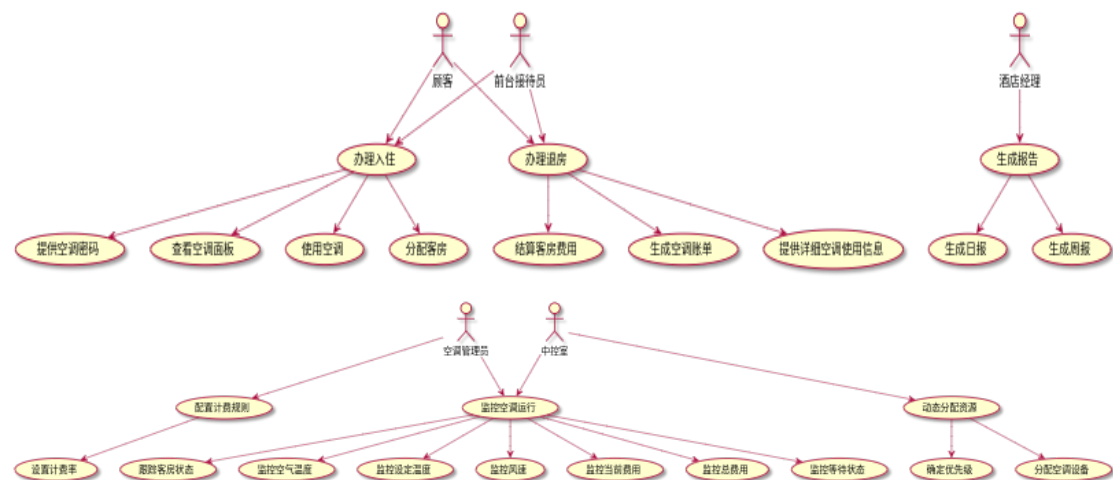 顾客
前台接待员
酒店经理
办理入住
办理退房
生成报告
提供空调密码
查看空调面板
使用空调
分配客房
结算客房费用
生成空调账单
提供详细空调使用信息
生成日报
生成周报
空调管理员
中控室
配置计费规则
监控空调运行
动态分配资源
设置计费率
跟踪客房状态
监控空气温度
监控设定温度
监控风速
监控当前费用
监控总费用
监控等待状态
确定优先级
分配空调设备